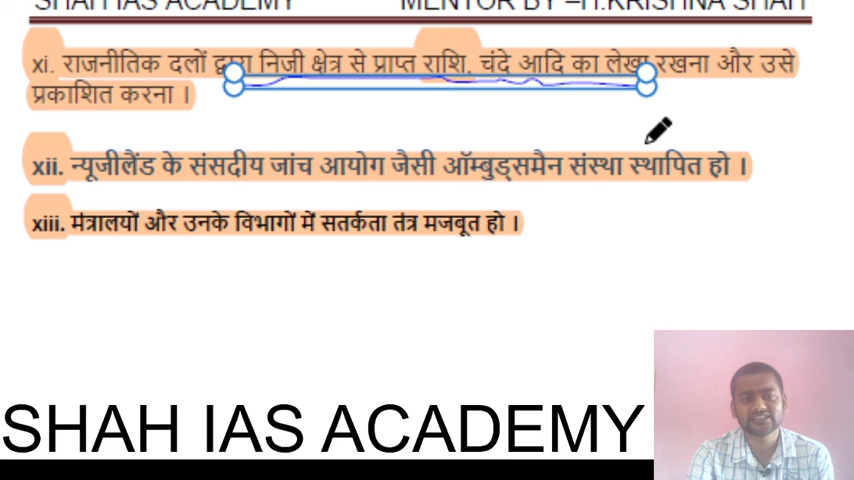 SHAH IAS ACADEMY MENTOR BY –H.KRISHNA SHAH
xi. राजनीतिक दलों द्वारा निजी क्षेत्र से प्राप्त राशि, चंदे आदि का लेखा रखना और उसे
प्रकाशित करना ।
xii. न्यूजीलैंड के संसदीय जांच आयोग जैसी ऑम्बुड्समैन संस्था स्थापित हो ।
xiii. मंत्रालयों और उनके विभागों में सतर्कता तंत्र मजबूत हो ।
SHAH IAS ACADEMY